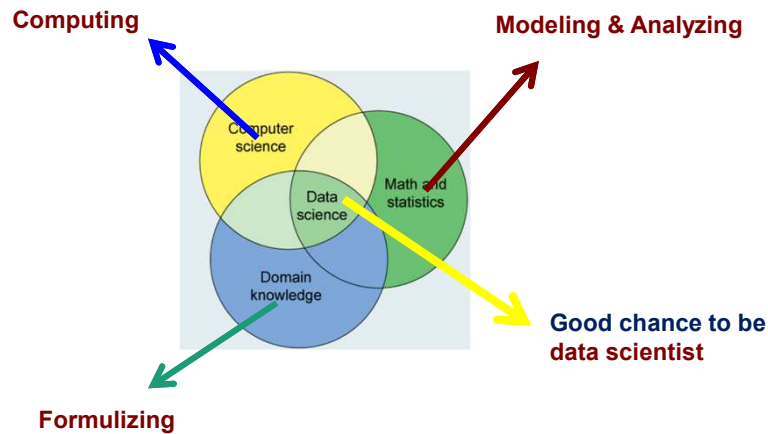 Computing
Modeling & Analyzing
Computer
science
Math and
statistics
Data
science
Domain
knowledge
Good chance to be
data scientist
Formulizing